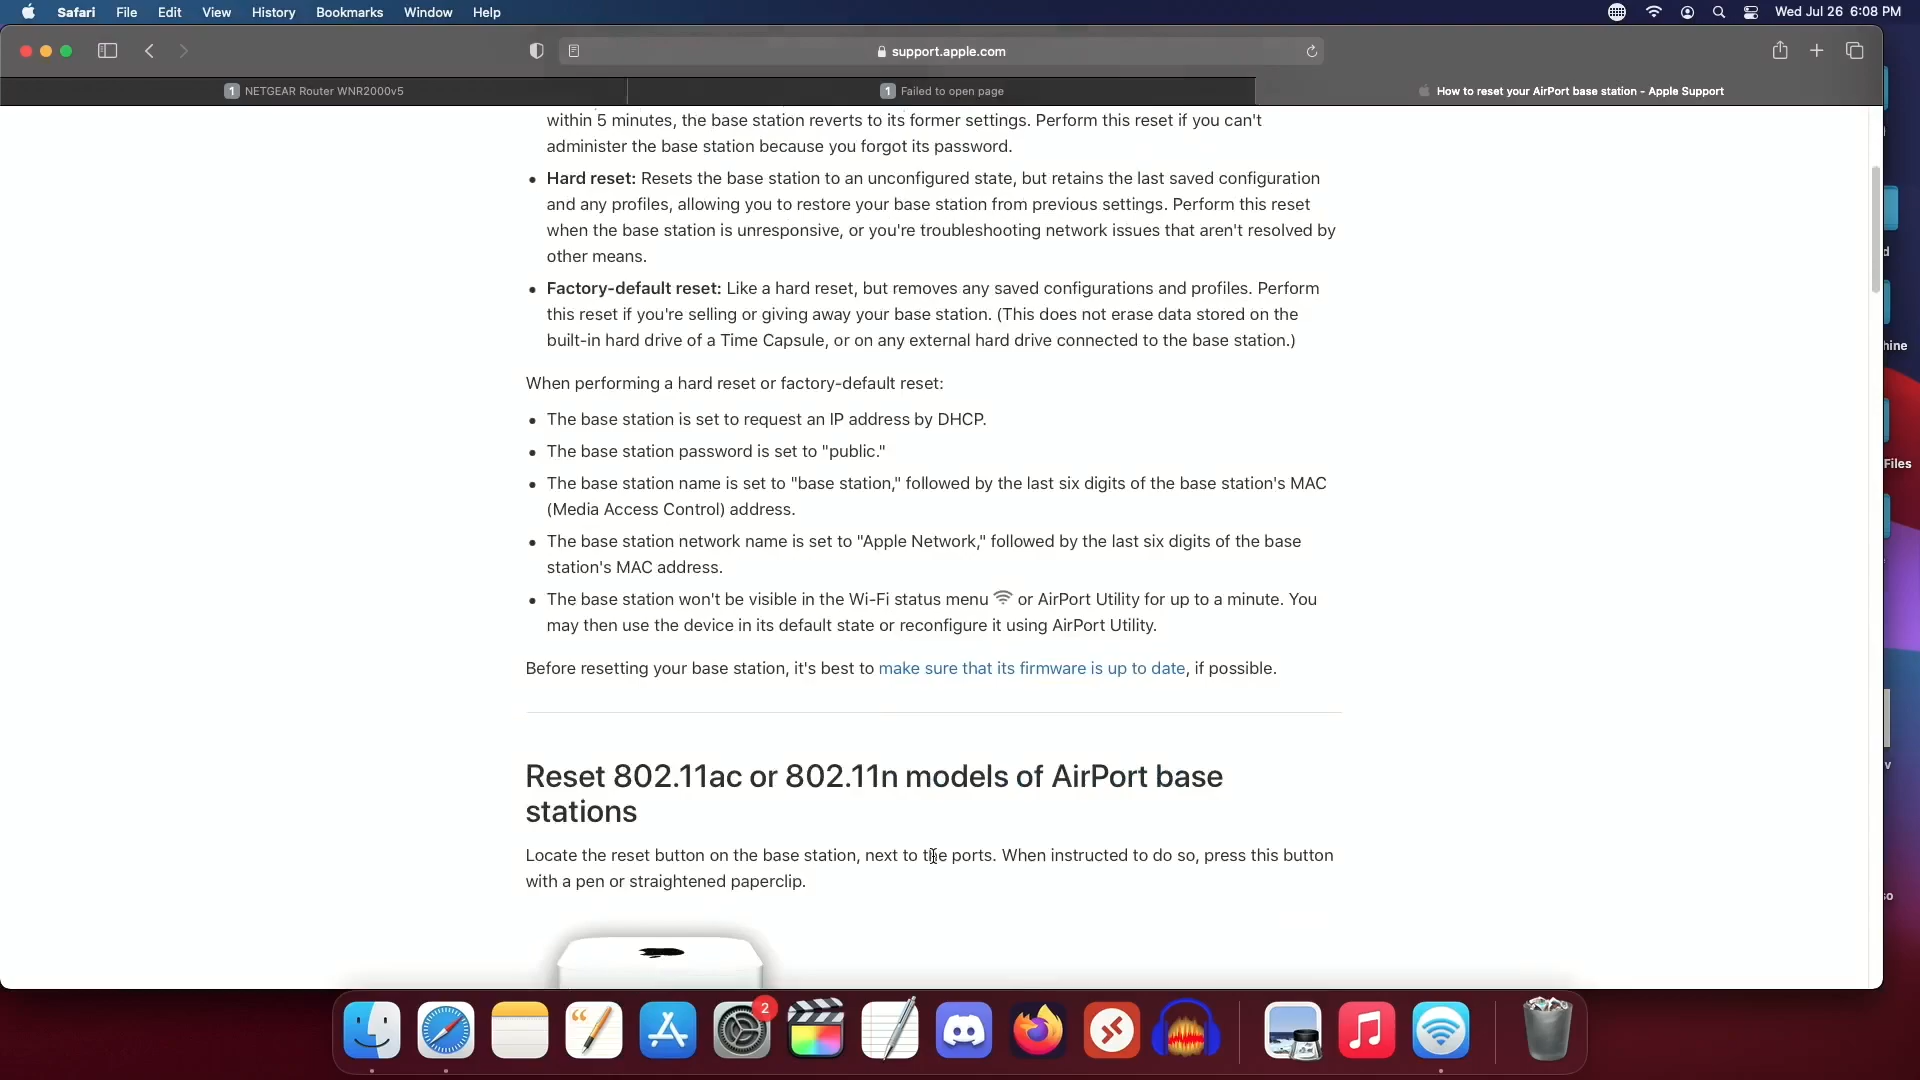 Safari File Edit View History Bookmarks Window Help
Wed Jul 26 6:08 PM
support.apple.com
1 NETGEAR Router WNR2000v5
1 Failed to open page
How to reset your AirPort base station - Apple Support
within 5 minutes, the base station reverts to its former settings. Perform this reset if you can't
administer the base station because you forgot its password.
• Hard reset: Resets the base station to an unconfigured state, but retains the last saved configuration
and any profiles, allowing you to restore your base station from previous settings. Perform this reset
when the base station is unresponsive, or you're troubleshooting network issues that aren't resolved by
other means.
• Factory-default reset: Like a hard reset, but removes any saved configurations and profiles. Perform
this reset if you're selling or giving away your base station. (This does not erase data stored on the
built-in hard drive of a Time Capsule, or on any external hard drive connected to the base station.)
When performing a hard reset or factory-default reset:
• The base station is set to request an IP address by DHCP.
• The base station password is set to "public."
• The base station name is set to "base station," followed by the last six digits of the base station's MAC
(Media Access Control) address.
• The base station network name is set to "Apple Network," followed by the last six digits of the base
station's MAC address.
• The base station won't be visible in the Wi-Fi status menu or AirPort Utility for up to a minute. You
may then use the device in its default state or reconfigure it using AirPort Utility.
Before resetting your base station, it's best to make sure that its firmware is up to date, if possible.
Reset 802.11ac or 802.11n models of AirPort base
stations
Locate the reset button on the base station, next to the ports. When instructed to do so, press this button
with a pen or straightened paperclip.
d
hine
Files
v
so
2